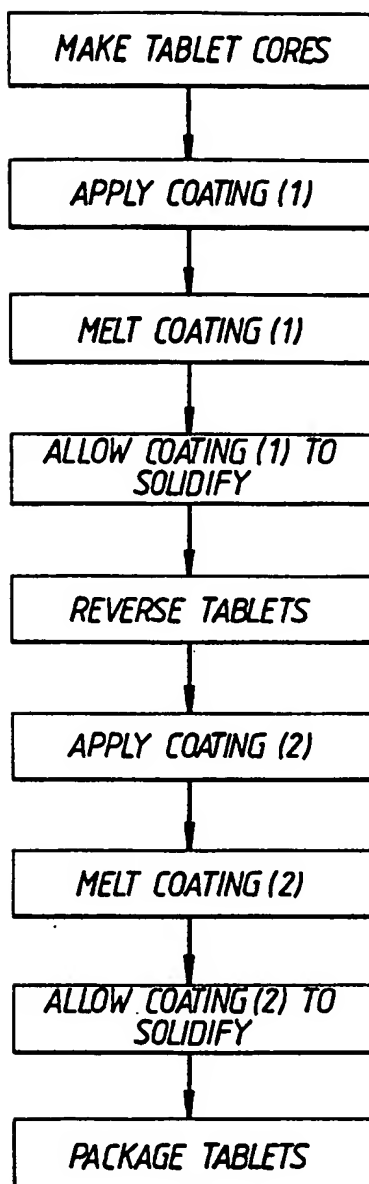 MAKE TABLET CORES
APPLY COATING (1)
MELT COATING (1)
ALLOW COATING (1) TO
SOLIDIFY
REVERSE TABLETS
APPLY COATING (2)
MELT COATING (2)
ALLOW COATING (2) TO
SOLIDIFY
PACKAGE TABLETS